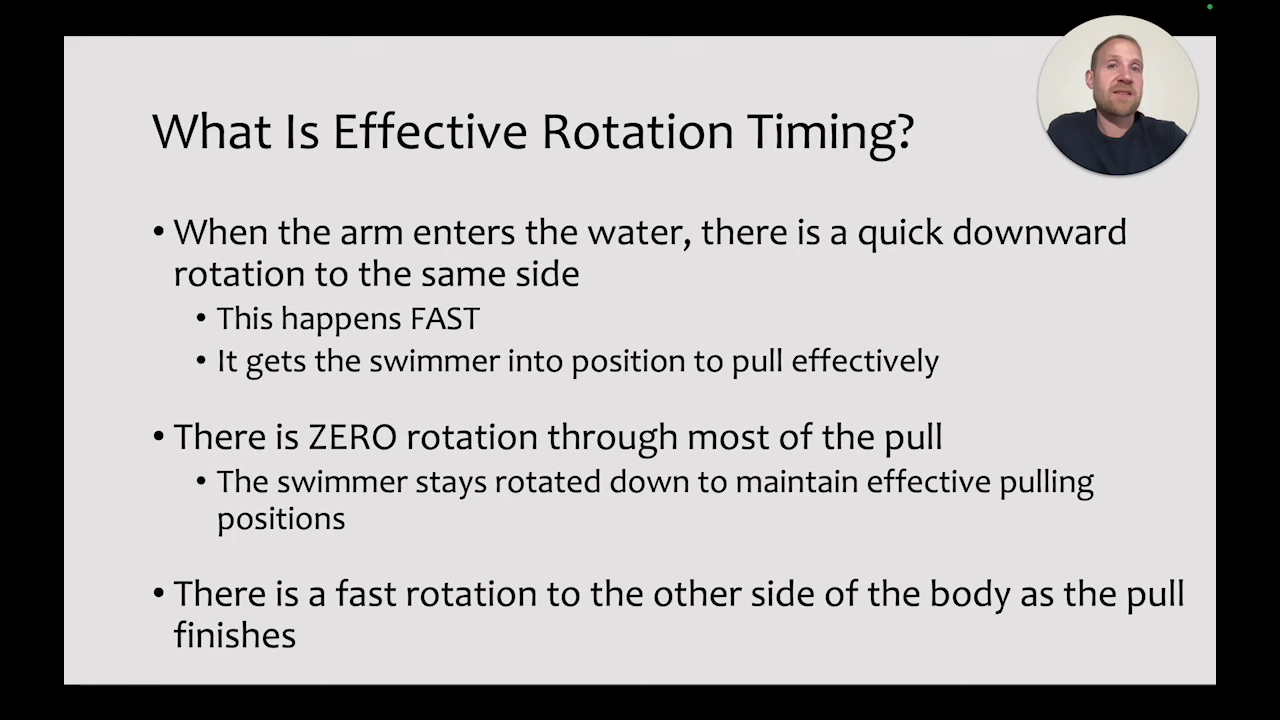 What Is Effective Rotation Timing?
• When the arm enters the water, there is a quick downward
rotation to the same side
• This happens FAST
• It gets the swimmer into position to pull effectively
• There is ZERO rotation through most of the pull
• The swimmer stays rotated down to maintain effective pulling
positions
• There is a fast rotation to the other side of the body as the pull
finishes